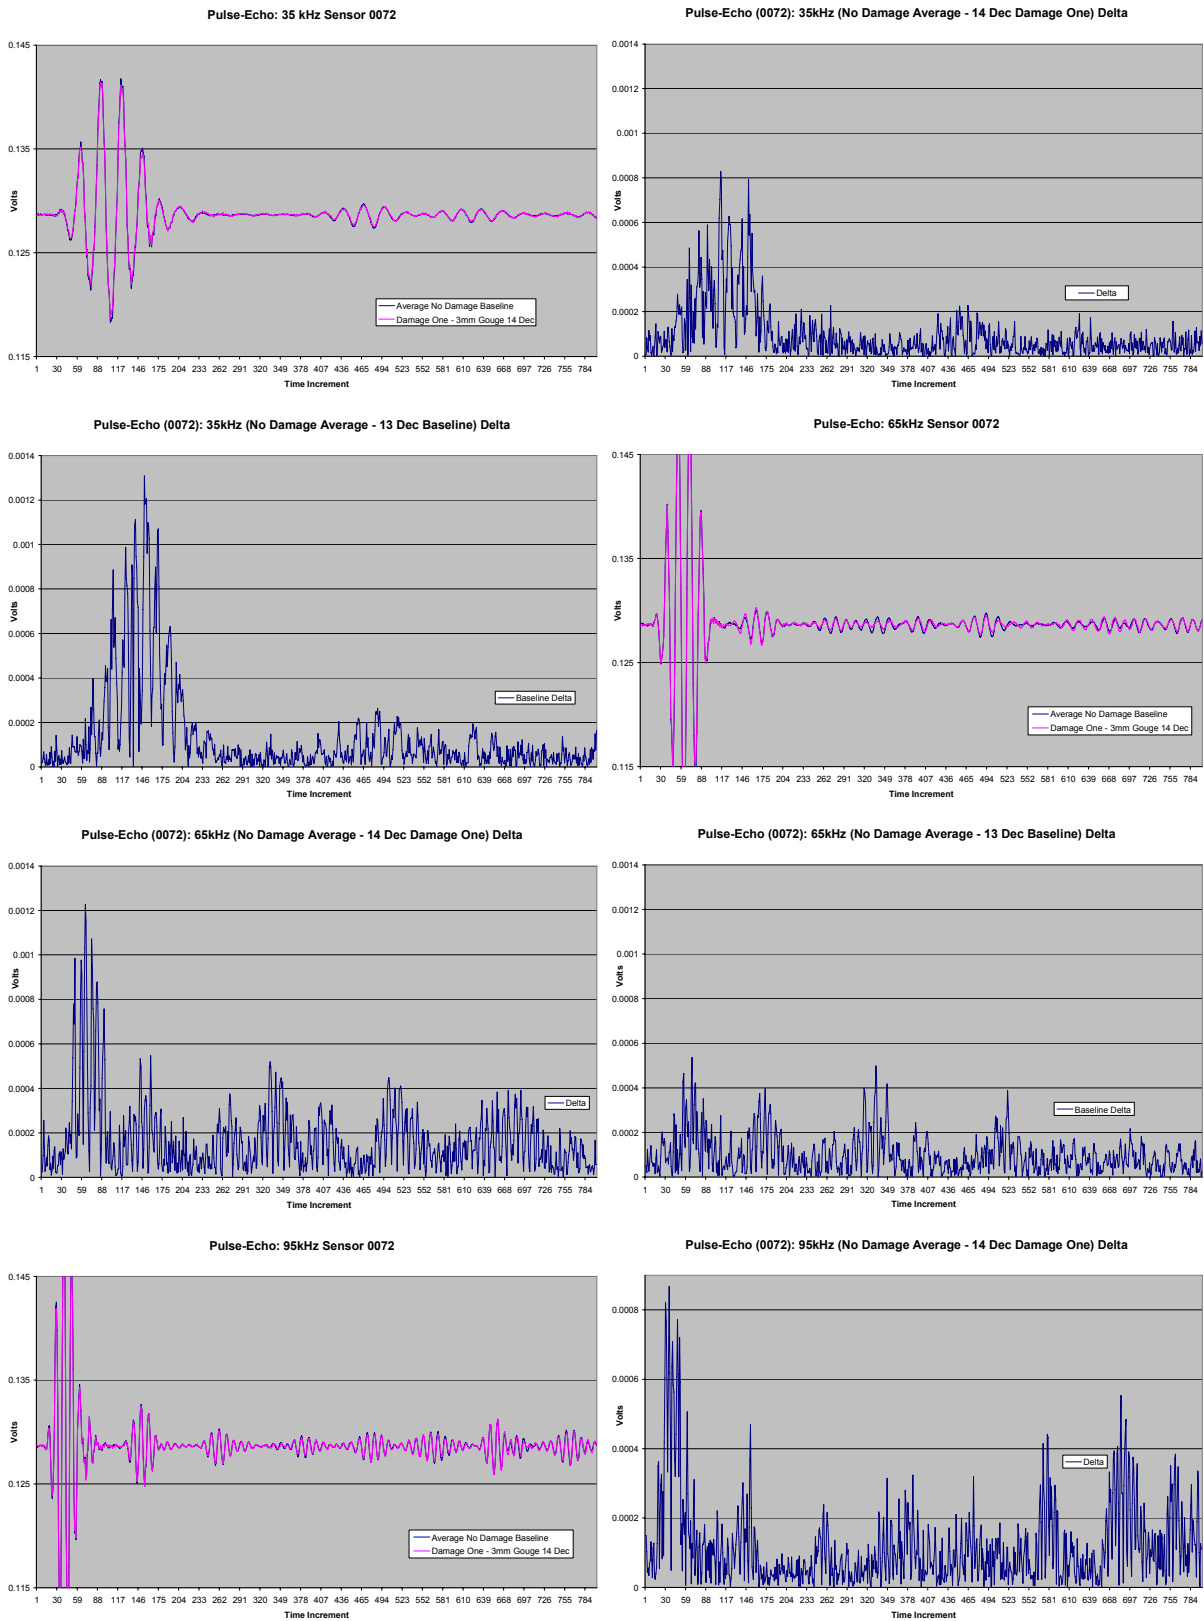 Pulse-Echo: 35 kHz Sensor 0072
0.145
0.135
0.125
0.115
Volts
Average No Damage Baseline
Damage One - 3mm Gouge 14 Dec
1 30 59 88 117 146 175 204 233 262 291 320 349 378 407 436 465 494 523 552 581 610 639 668 697 726 755 784
Time Increment
Pulse-Echo (0072): 35kHz (No Damage Average - 14 Dec Damage One) Delta
0.0014
0.0012
0.001
0.0008
0.0006
0.0004
0.0002
0
Volts
Delta
1 30 59 88 117 146 175 204 233 262 291 320 349 378 407 436 465 494 523 552 581 610 639 668 697 726 755 784
Time Increment
Pulse-Echo (0072): 35kHz (No Damage Average - 13 Dec Baseline) Delta
0.0014
0.0012
0.001
0.0008
0.0006
0.0004
0.0002
0
Volts
Baseline Delta
1 30 59 88 117 146 175 204 233 262 291 320 349 378 407 436 465 494 523 552 581 610 639 668 697 726 755 784
Time Increment
Pulse-Echo: 65kHz Sensor 0072
0.145
0.135
0.125
0.115
Volts
Average No Damage Baseline
Damage One - 3mm Gouge 14 Dec
1 30 59 88 117 146 175 204 233 262 291 320 349 378 407 436 465 494 523 552 581 610 639 668 697 726 755 784
Time Increment
Pulse-Echo (0072): 65kHz (No Damage Average - 14 Dec Damage One) Delta
0.0014
0.0012
0.001
0.0008
0.0006
0.0004
0.0002
0
Volts
Delta
1 30 59 88 117 146 175 204 233 262 291 320 349 378 407 436 465 494 523 552 581 610 639 668 697 726 755 784
Time Increment
Pulse-Echo (0072): 65kHz (No Damage Average - 13 Dec Baseline) Delta
0.0014
0.0012
0.001
0.0008
0.0006
0.0004
0.0002
0
Volts
Baseline Delta
1 30 59 88 117 146 175 204 233 262 291 320 349 378 407 436 465 494 523 552 581 610 639 668 697 726 755 784
Time Increment
Pulse-Echo: 95kHz Sensor 0072
0.145
0.135
0.125
0.115
Volts
Average No Damage Baseline
Damage One - 3mm Gouge 14 Dec
1 30 59 88 117 146 175 204 233 262 291 320 349 378 407 436 465 494 523 552 581 610 639 668 697 726 755 784
Time Increment
Pulse-Echo (0072): 95kHz (No Damage Average - 14 Dec Damage One) Delta
0.0008
0.0006
0.0004
0.0002
0
Volts
Delta
1 30 59 88 117 146 175 204 233 262 291 320 349 378 407 436 465 494 523 552 581 610 639 668 697 726 755 784
Time Increment